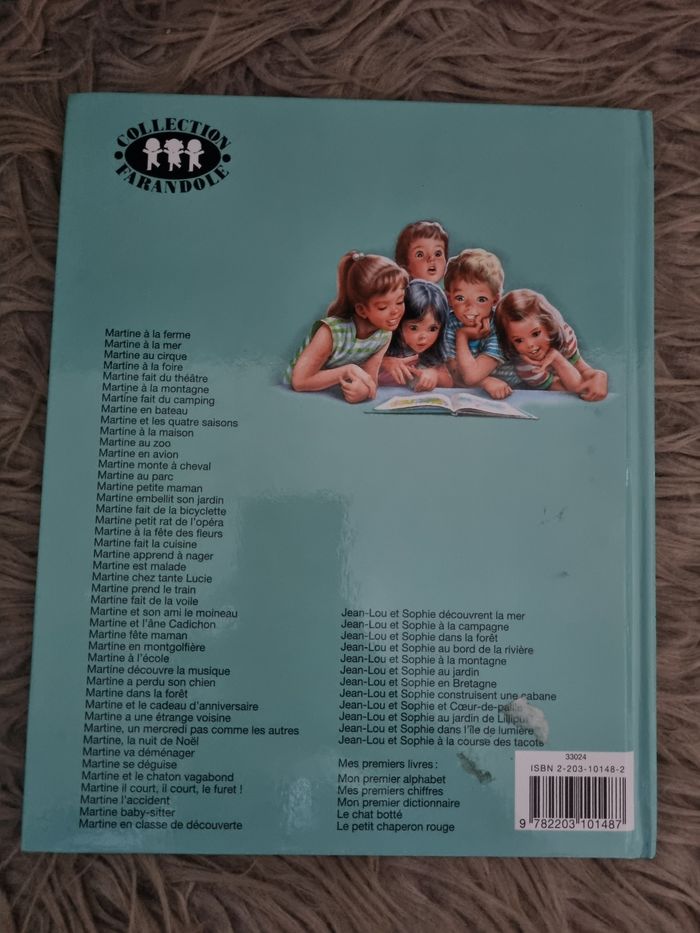 COLLECTION
FARANDOLE
Martine à la ferme
Martine à la mer
Martine au cirque
Martine à la foire
Martine fait du théâtre
Martine à la montagne
Martine fait du camping
Martine en bateau
Martine et les quatre saisons
Martine à la maison
Martine au zoo
Martine en avion
Martine monte à cheval
Martine au parc
Martine petite maman
Martine embellit son jardin
Martine fait de la bicyclette
Martine petit rat de l'opéra
Martine à la fête des fleurs
Martine fait la cuisine
Martine apprend à nager
Martine est malade
Martine chez tante Lucie
Martine prend le train
Martine fait de la voile
Martine et son ami le moineau
Martine et l'âne Cadichon
Martine fête maman
Martine en montgolfière
Martine à l'école
Martine découvre la musique
Martine a perdu son chien
Martine dans la forêt
Martine et le cadeau d'anniversaire
Martine a une étrange voisine
Martine, un mercredi pas comme les autres
Martine, la nuit de Noël
Martine va déménager
Martine se déguise
Martine et le chaton vagabond
Martine il court, il court, le furet !
Martine l'accident
Martine baby-sitter
Martine en classe de découverte
Jean-Lou et Sophie découvrent la mer
Jean-Lou et Sophie à la campagne
Jean-Lou et Sophie dans la forêt
Jean-Lou et Sophie au bord de la rivière
Jean-Lou et Sophie à la montagne
Jean-Lou et Sophie au jardin
Jean-Lou et Sophie en Bretagne
Jean-Lou et Sophie construisent une cabane
Jean-Lou et Sophie et Cœur-de-paille
Jean-Lou et Sophie au jardin de Lilliput
Jean-Lou et Sophie dans l'île de lumière
Jean-Lou et Sophie à la course des tacots
Mes premiers livres :
Mon premier alphabet
Mes premiers chiffres
Mon premier dictionnaire
Le chat botté
Le petit chaperon rouge
33024
ISBN 2-203-10148-2
9 782203 101487